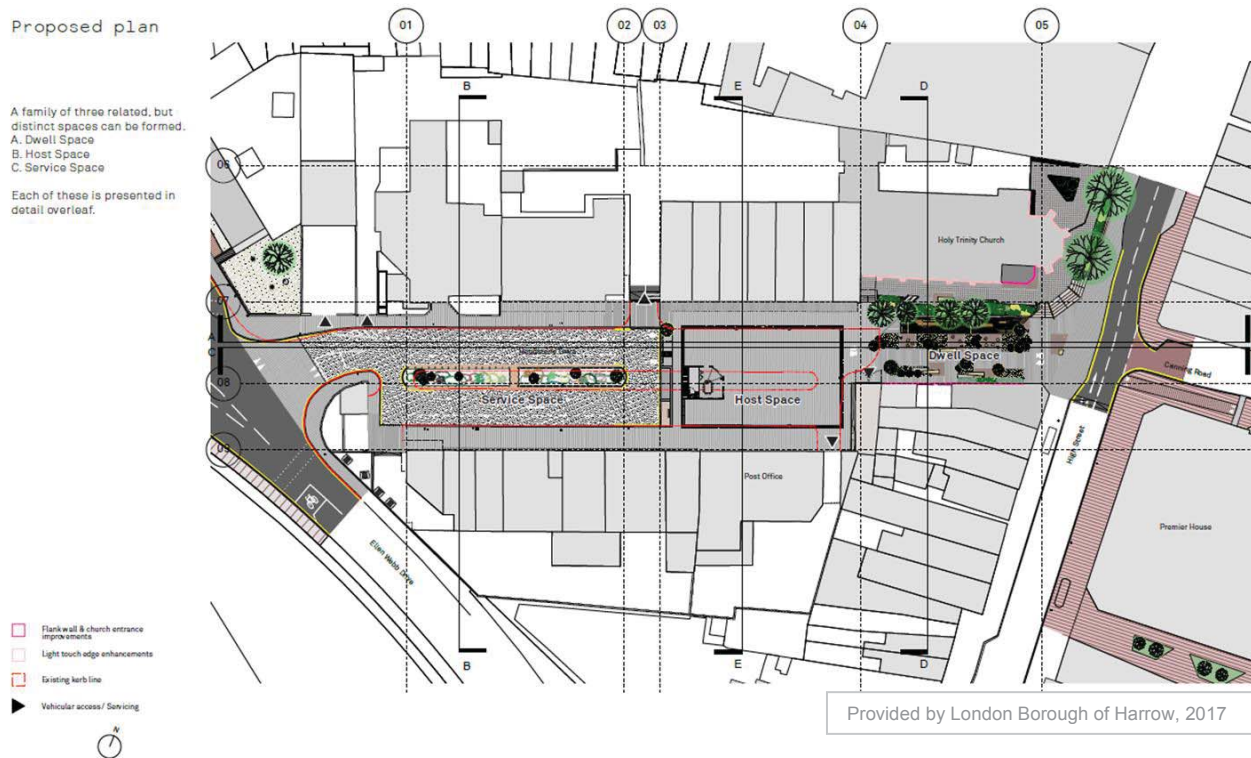 Proposed plan
A family of three related, but
distinct spaces can be formed.
A. Dwell Space
B. Host Space
C. Service Space
Each of these is presented in
detail overleaf.
01
02
03
04
05
B
E
D
06
Holy Trinity Church
07
A
Dwell Space
C
Canning Road
08
Service Space
Host Space
09
High Street
Post Office
Premier House
Ellen Webb Drive
B
E
D
Flank wall & church entrance
improvements
Light touch edge enhancements
Existing kerb line
Vehicular access / Servicing
N
Provided by London Borough of Harrow, 2017